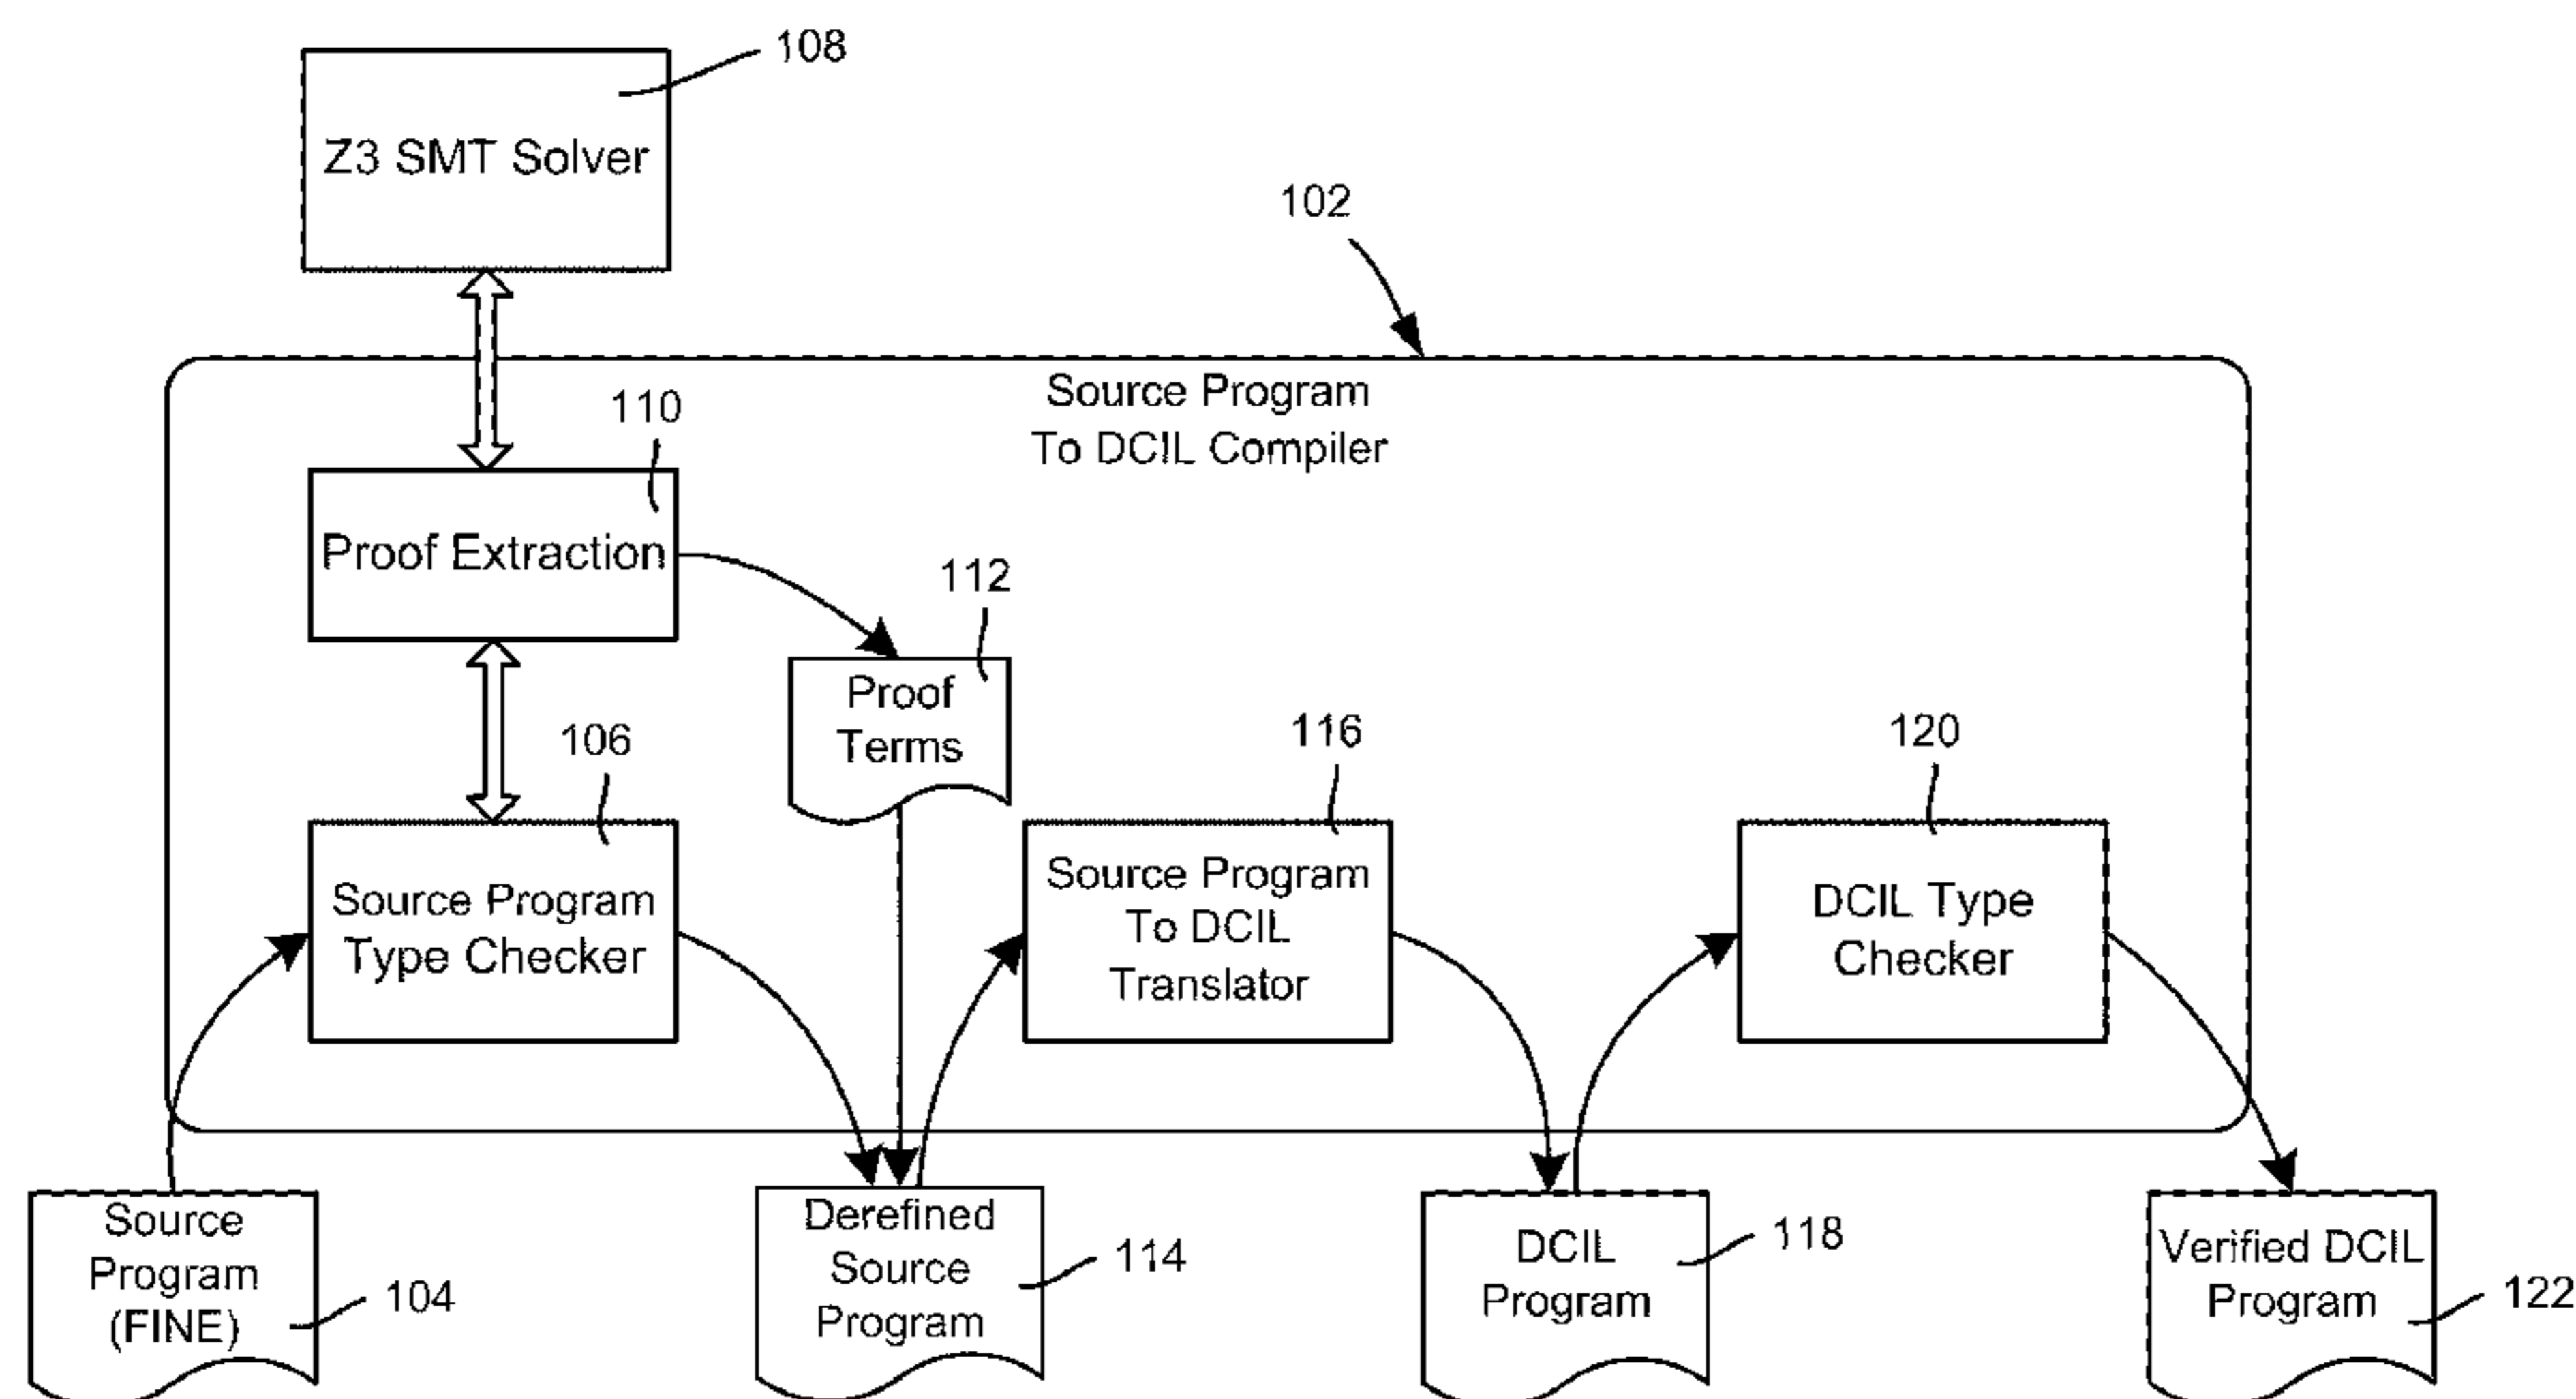 108
Z3 SMT Solver
102
Source Program
To DCIL Compiler
110
Proof Extraction
112
Proof
Terms
106
Source Program
Type Checker
116
Source Program
To DCIL
Translator
120
DCIL Type
Checker
Source
Program
(FINE)
104
Derefined
Source
Program
114
DCIL
Program
118
Verified DCIL
Program
122